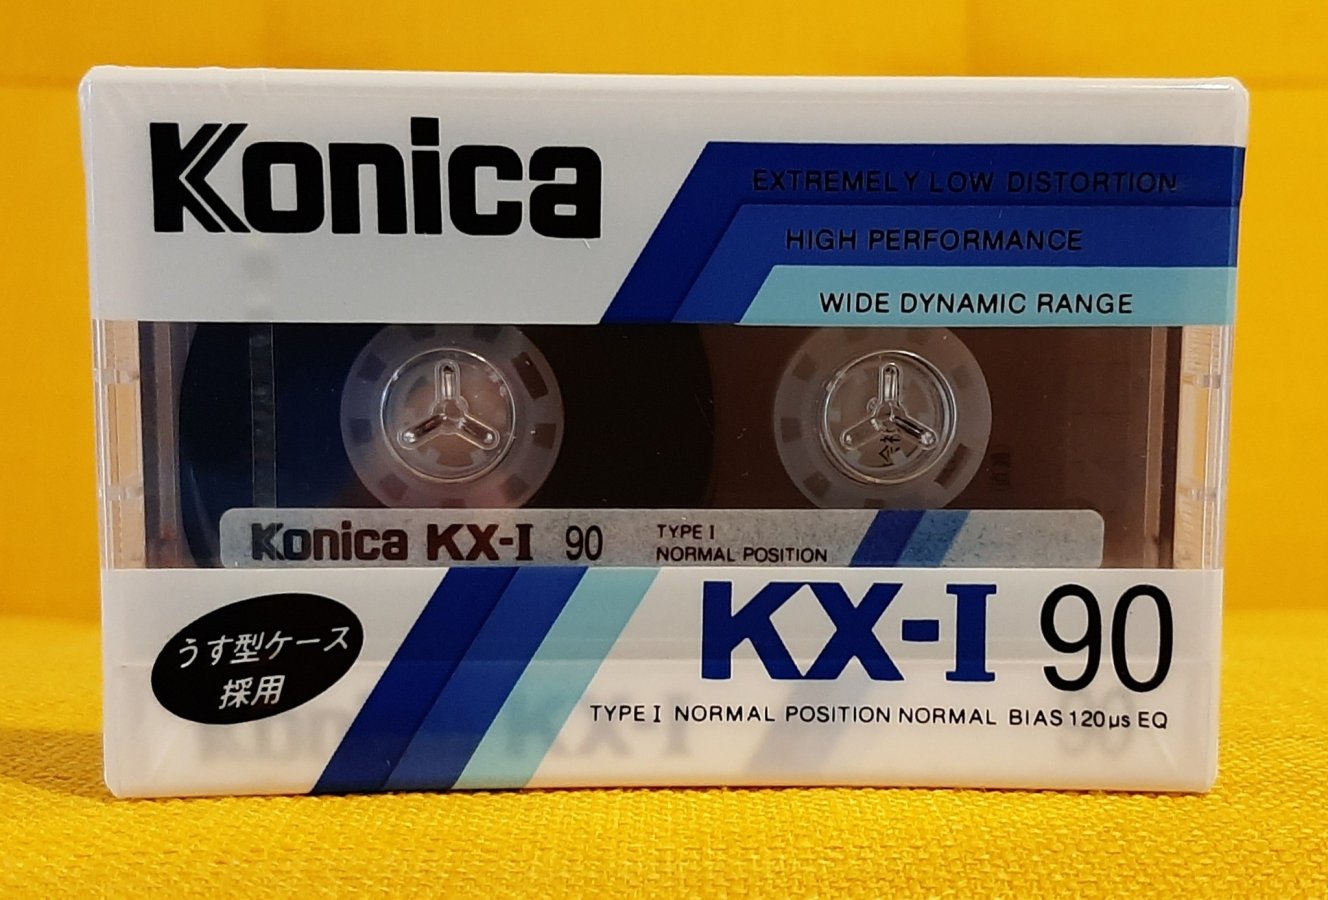 Konica
EXTREMELY LOW DISTORTION
HIGH PERFORMANCE
WIDE DYNAMIC RANGE
Konica KX-I 90
TYPE I
NORMAL POSITION
うす型ケース
採用
KX-I 90
TYPE I NORMAL POSITION NORMAL BIAS 120μs EQ